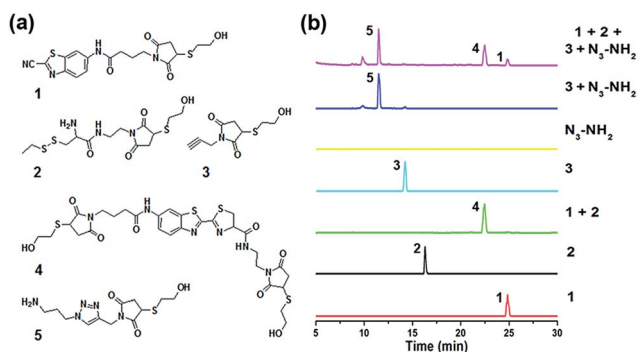 (a)
NC
S
N
H
N
O
O
N
O
S
OH
1
S
S
NH₂
O
H
N
N
O
O
S
OH
2
N
O
O
S
OH
3
HO
S
O
N
O
O
H
N
S
N
S
N
O
NH
O
N
O
S
HO
4
H₂N
N
N=N
N
O
O
S
OH
5
(b)
5
4
1
1 + 2 +
3 + N₃-NH₂
5
3 + N₃-NH₂
N₃-NH₂
3
3
4
1 + 2
2
2
1
1
5 10 15 20 25 30
Time (min)